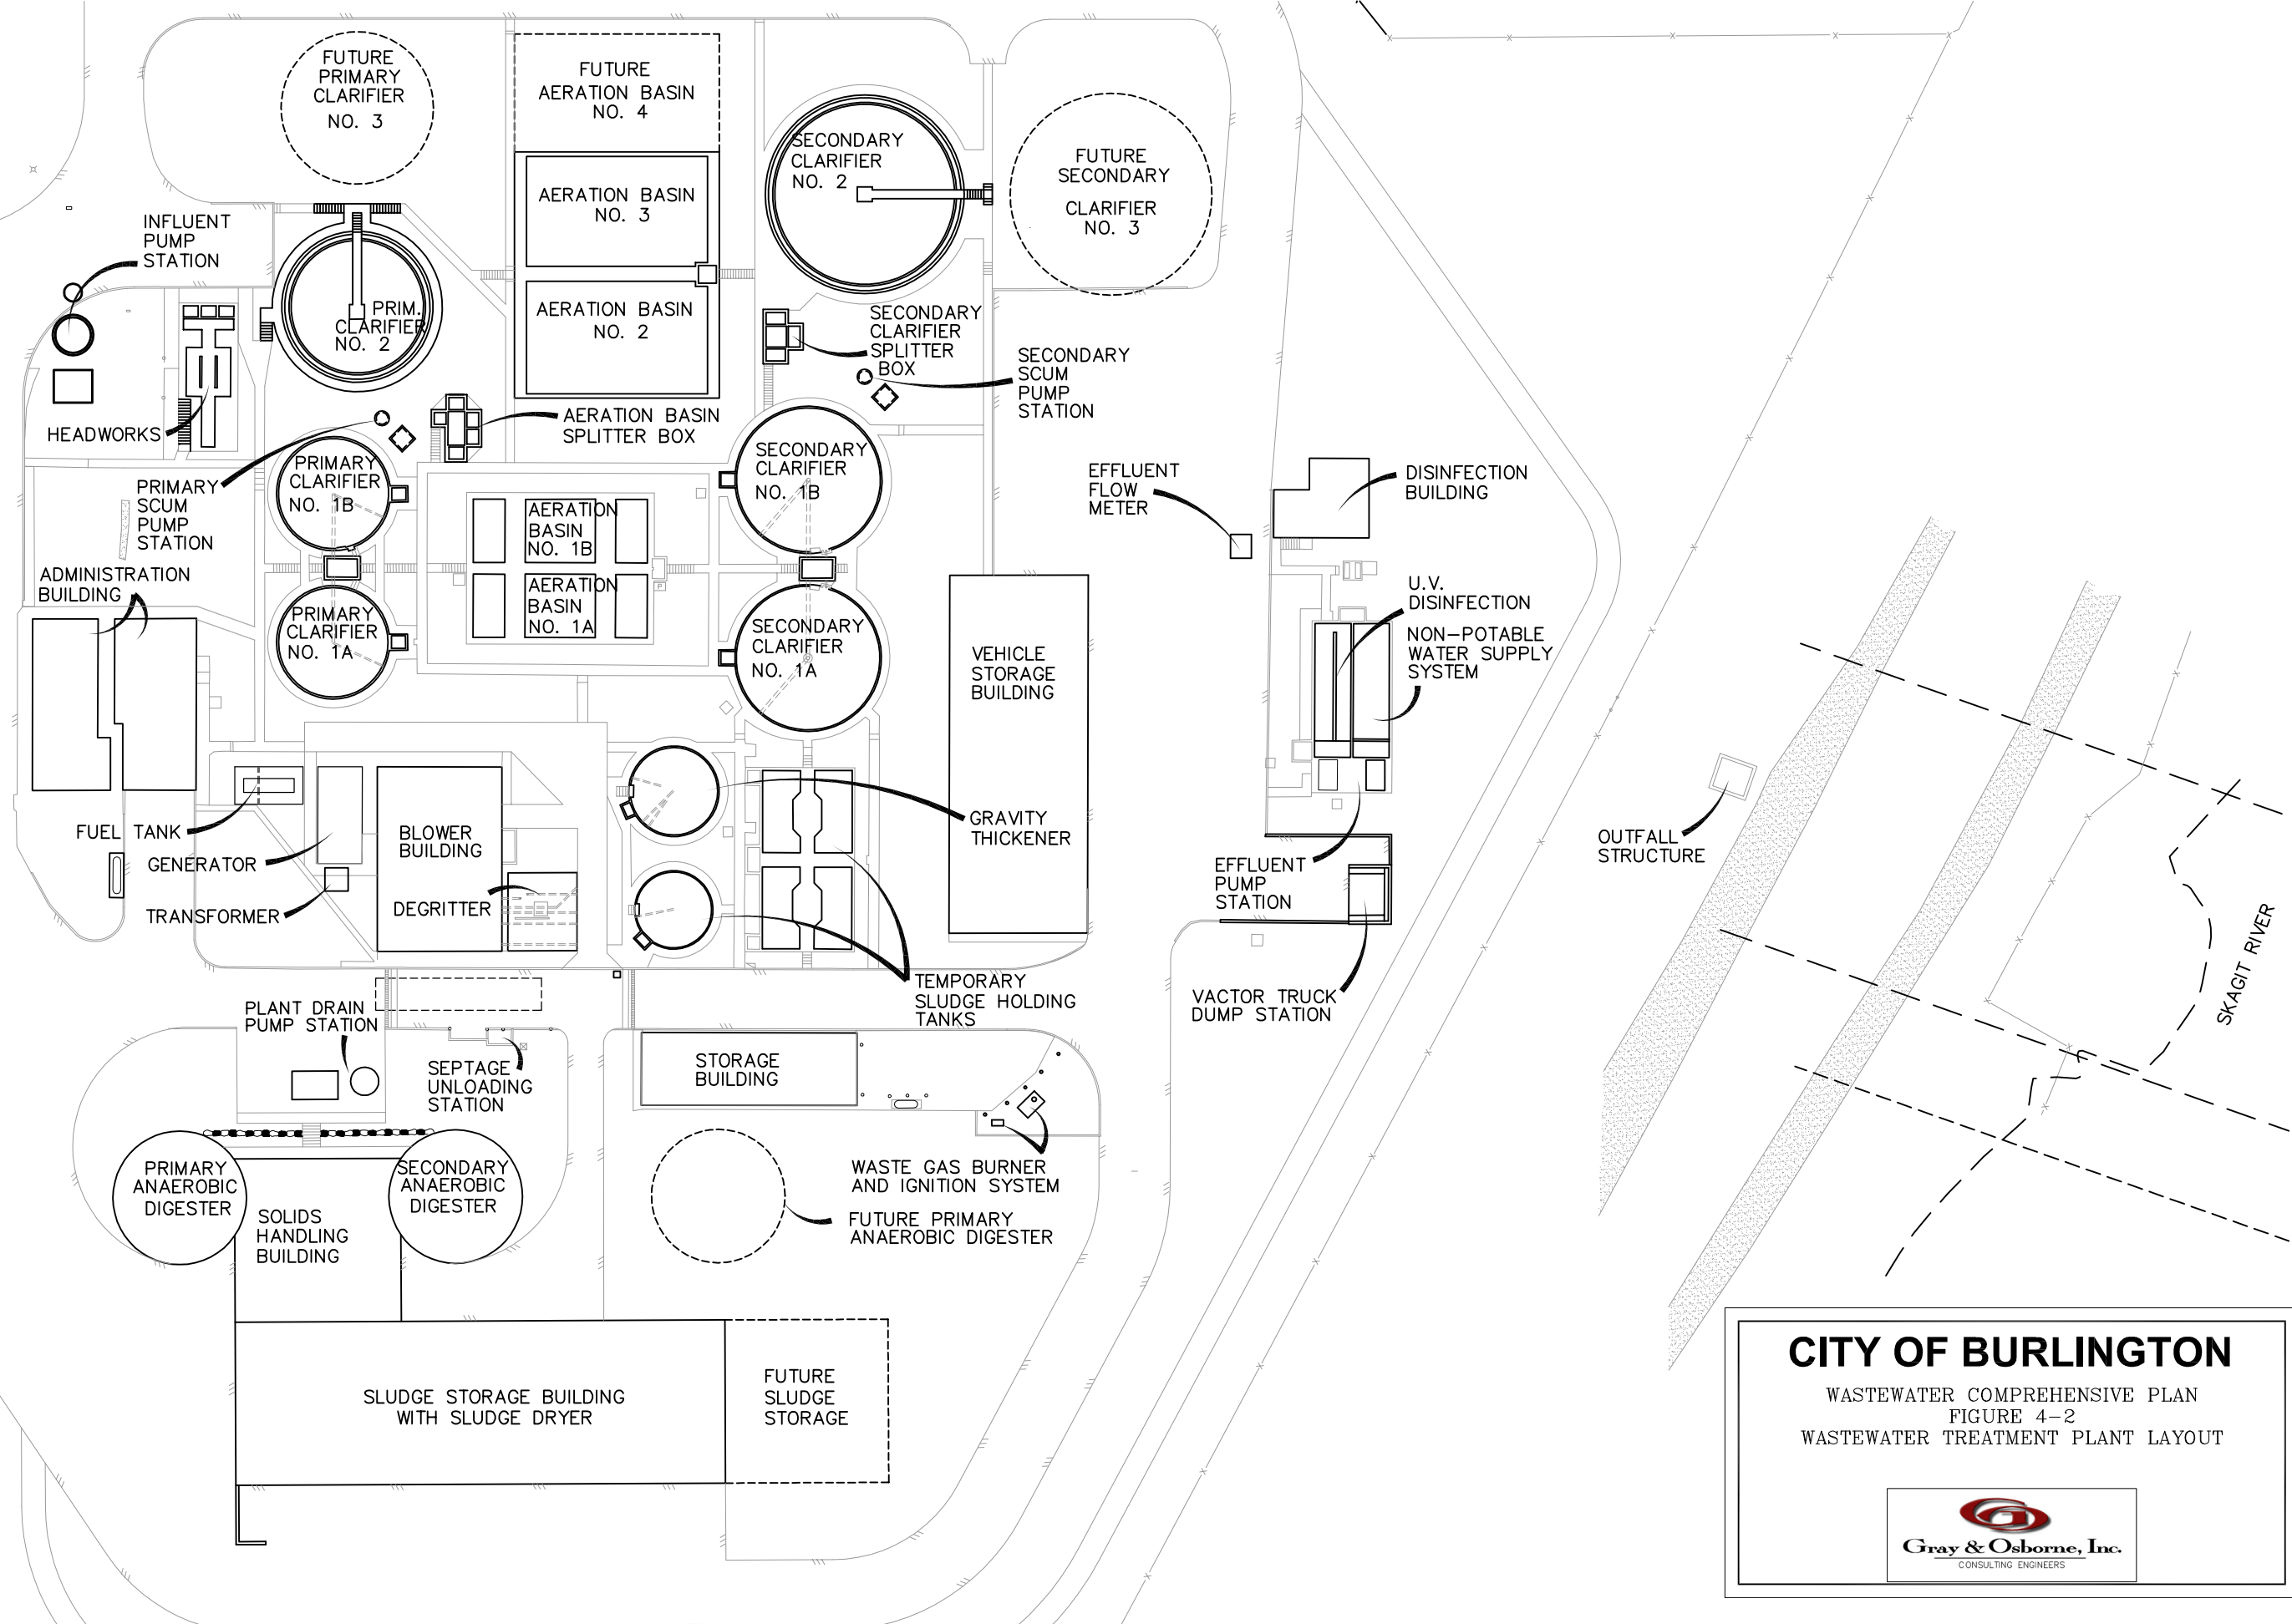 FUTURE
PRIMARY
CLARIFIER
NO. 3
FUTURE
AERATION BASIN
NO. 4
SECONDARY
CLARIFIER
NO. 2
FUTURE
SECONDARY
CLARIFIER
NO. 3
AERATION BASIN
NO. 3
INFLUENT
PUMP
STATION
PRIM.
CLARIFIER
NO. 2
AERATION BASIN
NO. 2
SECONDARY
CLARIFIER
SPLITTER
BOX
SECONDARY
SCUM
PUMP
STATION
HEADWORKS
AERATION BASIN
SPLITTER BOX
PRIMARY
CLARIFIER
NO. 1B
SECONDARY
CLARIFIER
NO. 1B
EFFLUENT
FLOW
METER
DISINFECTION
BUILDING
PRIMARY
SCUM
PUMP
STATION
AERATION
BASIN
NO. 1B
ADMINISTRATION
BUILDING
AERATION
BASIN
NO. 1A
P
U.V.
DISINFECTION
PRIMARY
CLARIFIER
NO. 1A
SECONDARY
CLARIFIER
NO. 1A
NON-POTABLE
WATER SUPPLY
SYSTEM
VEHICLE
STORAGE
BUILDING
FUEL TANK
GENERATOR
TRANSFORMER
BLOWER
BUILDING
DEGRITTER
GRAVITY
THICKENER
EFFLUENT
PUMP
STATION
OUTFALL
STRUCTURE
SKAGIT RIVER
TEMPORARY
SLUDGE HOLDING
TANKS
VACTOR TRUCK
DUMP STATION
PLANT DRAIN
PUMP STATION
SEPTAGE
UNLOADING
STATION
STORAGE
BUILDING
WASTE GAS BURNER
AND IGNITION SYSTEM
PRIMARY
ANAEROBIC
DIGESTER
SECONDARY
ANAEROBIC
DIGESTER
SOLIDS
HANDLING
BUILDING
FUTURE PRIMARY
ANAEROBIC DIGESTER
SLUDGE STORAGE BUILDING
WITH SLUDGE DRYER
FUTURE
SLUDGE
STORAGE
CITY OF BURLINGTON
WASTEWATER COMPREHENSIVE PLAN
FIGURE 4-2
WASTEWATER TREATMENT PLANT LAYOUT
Gray & Osborne, Inc.
CONSULTING ENGINEERS